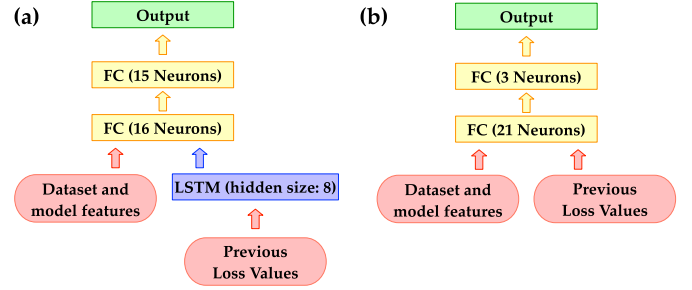 (a)
Output
FC (15 Neurons)
FC (16 Neurons)
Dataset and
model features
LSTM (hidden size: 8)
Previous
Loss Values
(b)
Output
FC (3 Neurons)
FC (21 Neurons)
Dataset and
model features
Previous
Loss Values